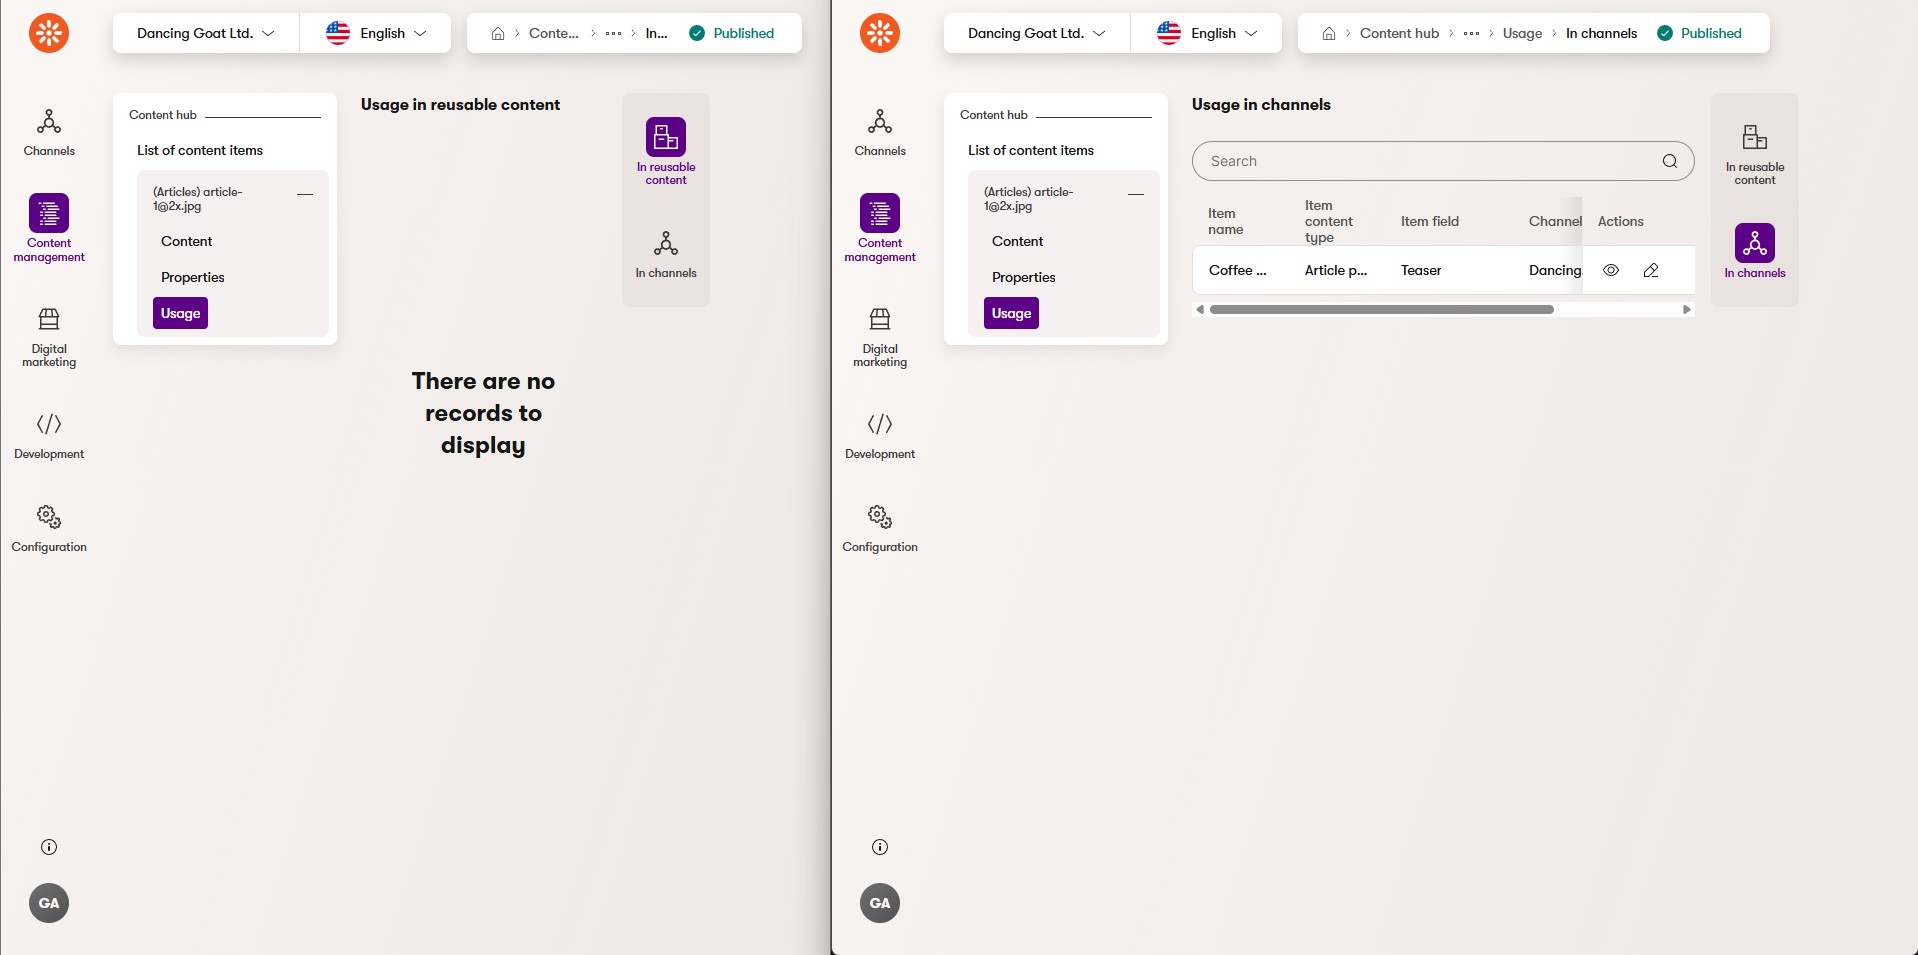 Dancing Goat Ltd.
English
Conte...
In...
Published
Channels
Content
management
Digital
marketing
Development
Configuration
GA
Content hub
List of content items
(Articles) article-
1@2x.jpg
Content
Properties
Usage
Usage in reusable content
There are no
records to
display
In reusable
content
In channels
Dancing Goat Ltd.
English
Content hub
Usage
In channels
Published
Channels
Content
management
Digital
marketing
Development
Configuration
GA
Content hub
List of content items
(Articles) article-
1@2x.jpg
Content
Properties
Usage
Usage in channels
Search
Item
name
Item
content
type
Item field
Channel
Actions
Coffee ...
Article p...
Teaser
Dancing
In reusable
content
In channels